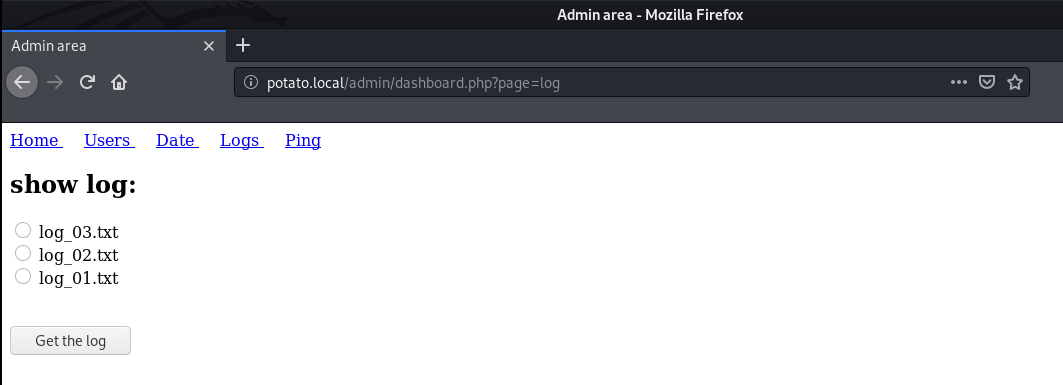 Admin area - Mozilla Firefox
Admin area
potato.local/admin/dashboard.php?page=log
Home Users Date Logs Ping
show log:
log_03.txt
log_02.txt
log_01.txt
Get the log